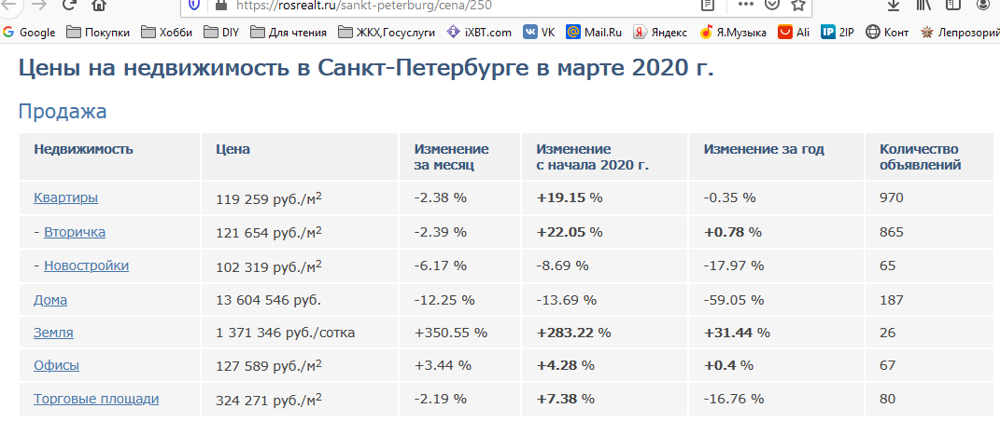 https://rosrealt.ru/sankt-peterburg/cena/250
Google Покупки Хобби DIY Для чтения ЖКХ,Госуслуги iXBT.com VK Mail.Ru Яндекс Я.Музыка Ali 2IP Конт Лепрозорий
Цены на недвижимость в Санкт-Петербурге в марте 2020 г.
Продажа
Недвижимость Цена Изменение за месяц Изменение с начала 2020 г. Изменение за год Количество объявлений
Квартиры 119 259 руб./м² -2.38 % +19.15 % -0.35 % 970
- Вторичка 121 654 руб./м² -2.39 % +22.05 % +0.78 % 865
- Новостройки 102 319 руб./м² -6.17 % -8.69 % -17.97 % 65
Дома 13 604 546 руб. -12.25 % -13.69 % -59.05 % 187
Земля 1 371 346 руб./сотка +350.55 % +283.22 % +31.44 % 26
Офисы 127 589 руб./м² +3.44 % +4.28 % +0.4 % 67
Торговые площади 324 271 руб./м² -2.19 % +7.38 % -16.76 % 80